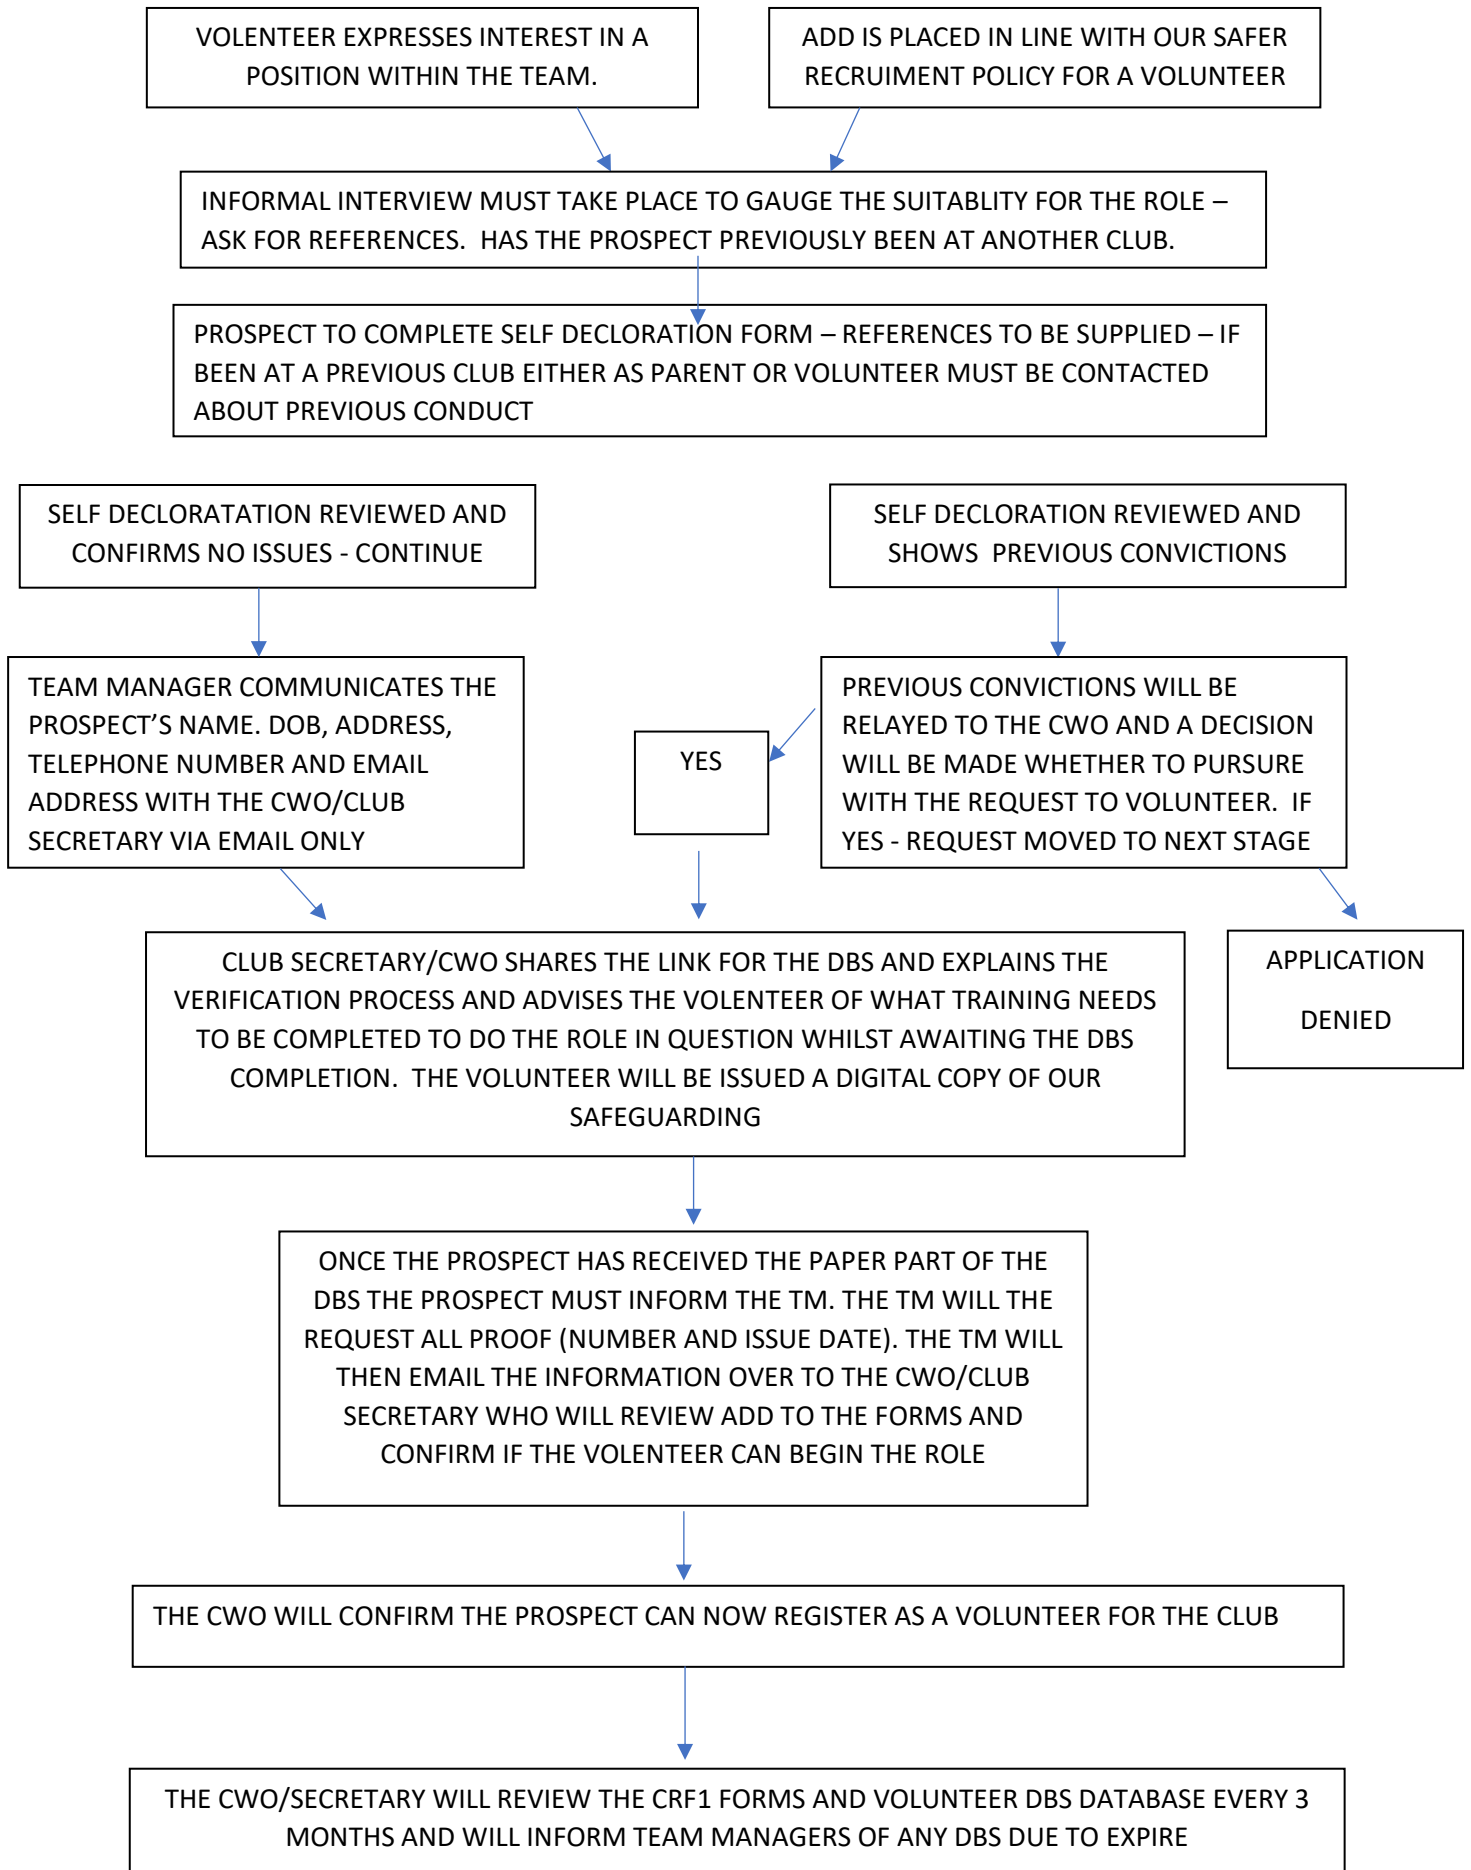 VOLENTEER EXPRESSES INTEREST IN A
POSITION WITHIN THE TEAM.
ADD IS PLACED IN LINE WITH OUR SAFER
RECRUIMENT POLICY FOR A VOLUNTEER
INFORMAL INTERVIEW MUST TAKE PLACE TO GAUGE THE SUITABLITY FOR THE ROLE –
ASK FOR REFERENCES.  HAS THE PROSPECT PREVIOUSLY BEEN AT ANOTHER CLUB.
PROSPECT TO COMPLETE SELF DECLORATION FORM – REFERENCES TO BE SUPPLIED – IF
BEEN AT A PREVIOUS CLUB EITHER AS PARENT OR VOLUNTEER MUST BE CONTACTED
ABOUT PREVIOUS CONDUCT
SELF DECLORATATION REVIEWED AND
CONFIRMS NO ISSUES - CONTINUE
SELF DECLORATION REVIEWED AND
SHOWS  PREVIOUS CONVICTIONS
TEAM MANAGER COMMUNICATES THE
PROSPECT’S NAME. DOB, ADDRESS,
TELEPHONE NUMBER AND EMAIL
ADDRESS WITH THE CWO/CLUB
SECRETARY VIA EMAIL ONLY
YES
PREVIOUS CONVICTIONS WILL BE
RELAYED TO THE CWO AND A DECISION
WILL BE MADE WHETHER TO PURSURE
WITH THE REQUEST TO VOLUNTEER.  IF
YES - REQUEST MOVED TO NEXT STAGE
CLUB SECRETARY/CWO SHARES THE LINK FOR THE DBS AND EXPLAINS THE
VERIFICATION PROCESS AND ADVISES THE VOLENTEER OF WHAT TRAINING NEEDS
TO BE COMPLETED TO DO THE ROLE IN QUESTION WHILST AWAITING THE DBS
COMPLETION.  THE VOLUNTEER WILL BE ISSUED A DIGITAL COPY OF OUR
SAFEGUARDING
APPLICATION
DENIED
ONCE THE PROSPECT HAS RECEIVED THE PAPER PART OF THE
DBS THE PROSPECT MUST INFORM THE TM. THE TM WILL THE
REQUEST ALL PROOF (NUMBER AND ISSUE DATE). THE TM WILL
THEN EMAIL THE INFORMATION OVER TO THE CWO/CLUB
SECRETARY WHO WILL REVIEW ADD TO THE FORMS AND
CONFIRM IF THE VOLENTEER CAN BEGIN THE ROLE
THE CWO WILL CONFIRM THE PROSPECT CAN NOW REGISTER AS A VOLUNTEER FOR THE CLUB
THE CWO/SECRETARY WILL REVIEW THE CRF1 FORMS AND VOLUNTEER DBS DATABASE EVERY 3
MONTHS AND WILL INFORM TEAM MANAGERS OF ANY DBS DUE TO EXPIRE